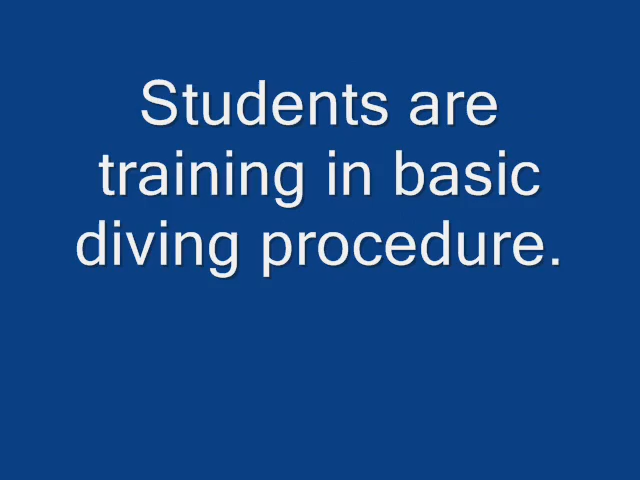 Students are
training in basic
diving procedure.